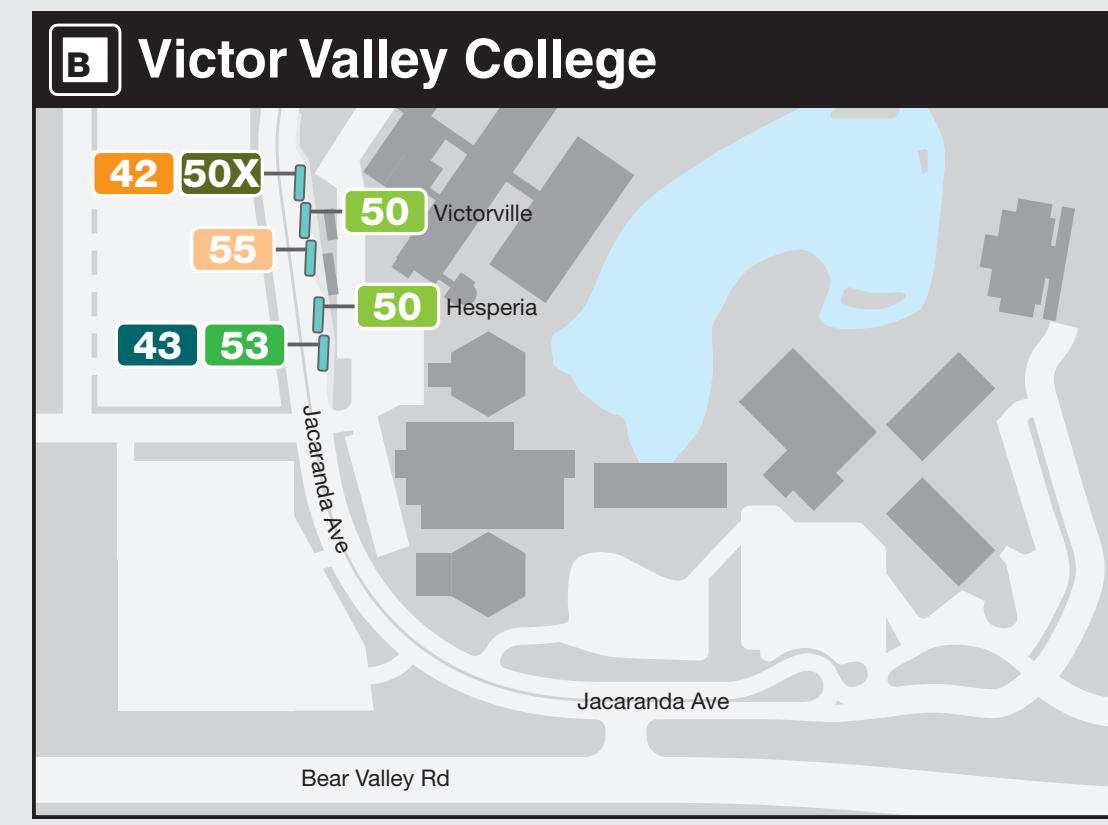 B Victor Valley College
42 50X
50 Victorville
55
50 Hesperia
43 53
Jacaranda Ave
Jacaranda Ave
Bear Valley Rd